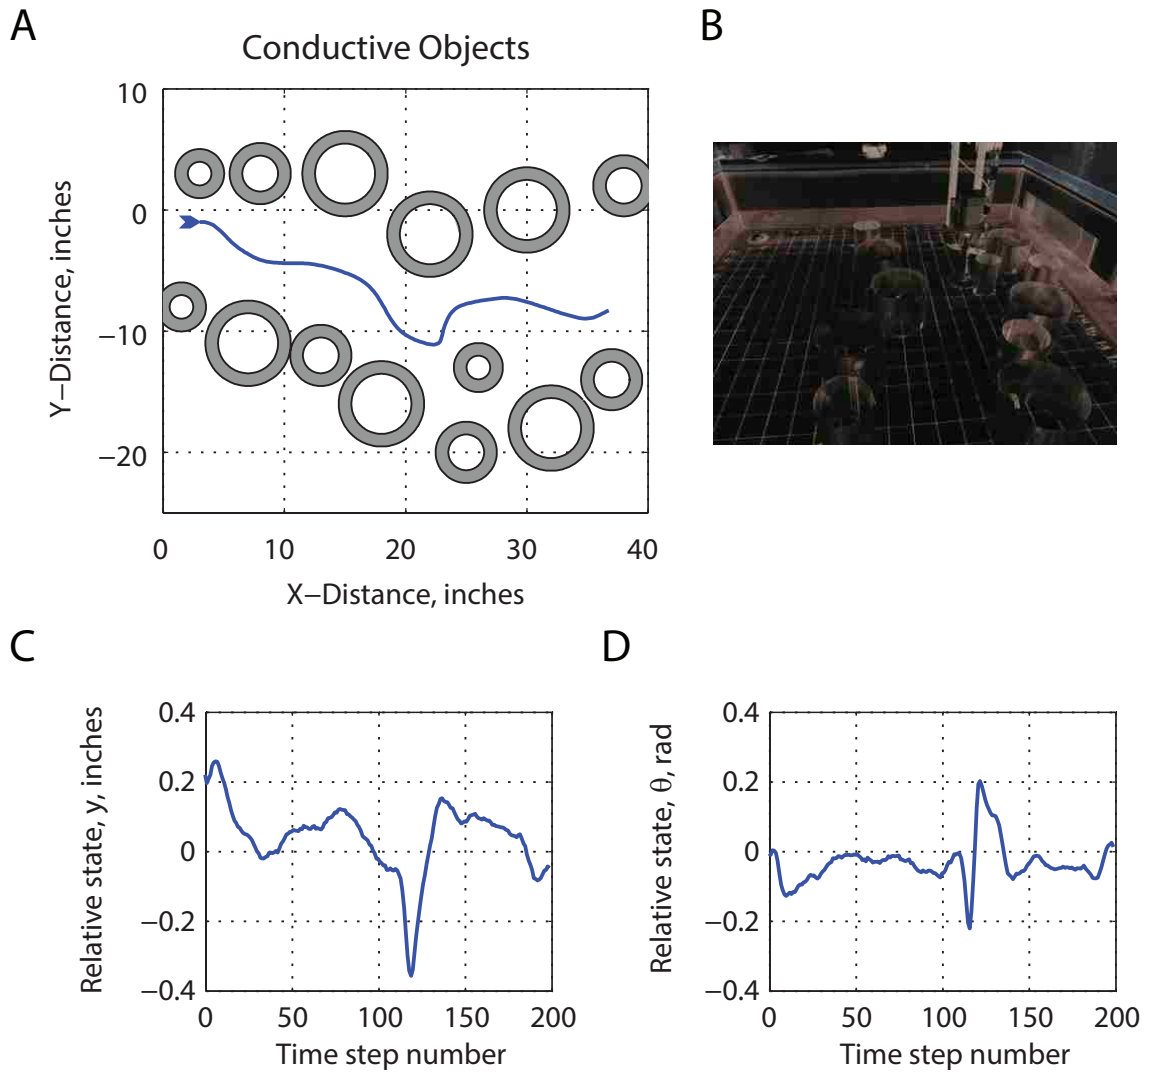 A
B
Conductive Objects
10
0
−10
−20
Y−Distance, inches
0 10 20 30 40
X−Distance, inches
C
D
0.4
0.2
0
−0.2
−0.4
Relative state, y, inches
0 50 100 150 200
Time step number
0.4
0.2
0
−0.2
−0.4
Relative state, θ, rad
0 50 100 150 200
Time step number